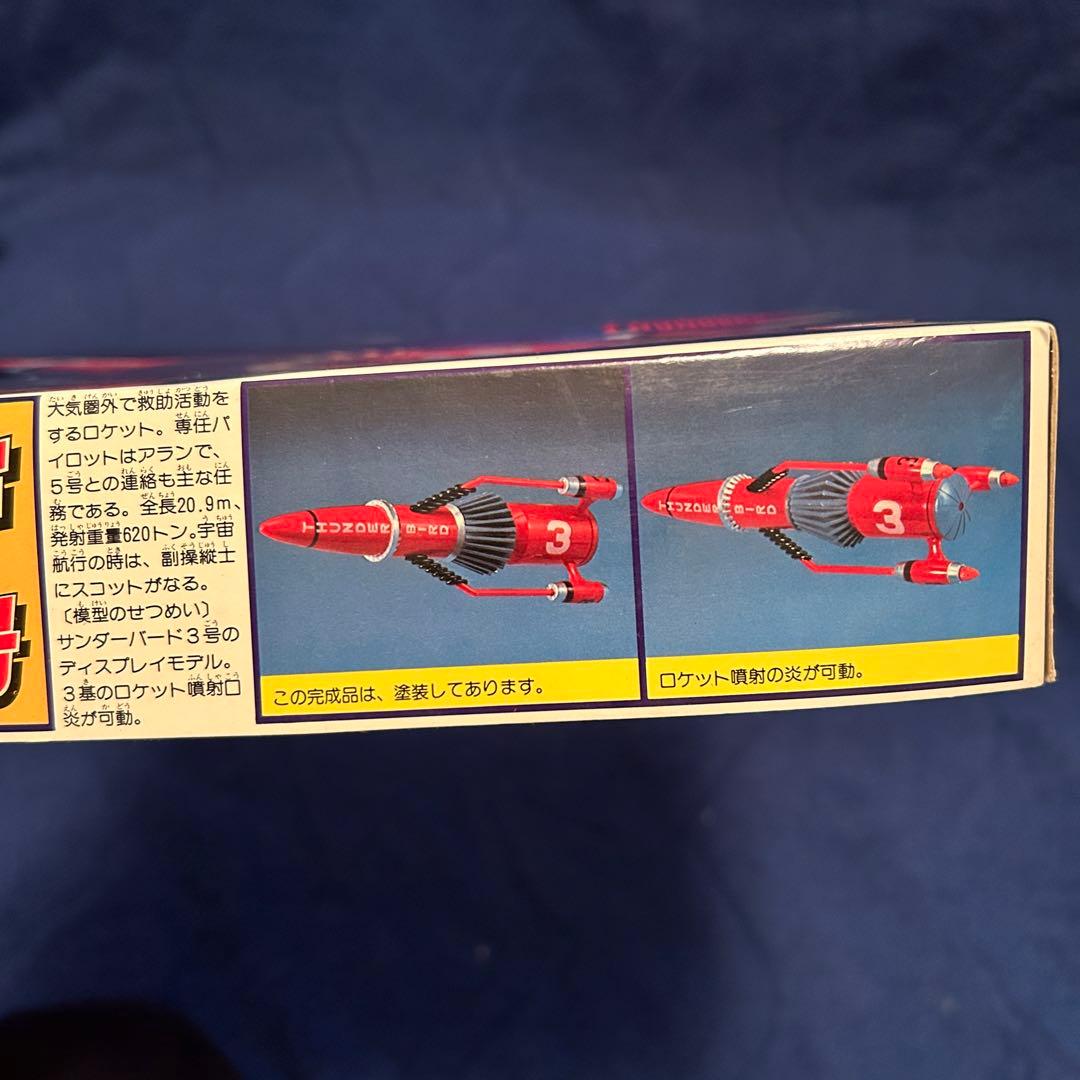 大気圏外で救助活動を
するロケット。専任パ
イロットはアランで、
5号との連絡も主な任
務である。全長20.9m、
発射重量620トン。宇宙
航行の時は、副操縦士
にスコットがなる。
〔模型のせつめい〕
サンダーバード3号の
ディスプレイモデル。
3基のロケット噴射口
炎が可動。
THUNDER BIRD
3
この完成品は、塗装してあります。
THUNDER BIRD
3
ロケット噴射の炎が可動。